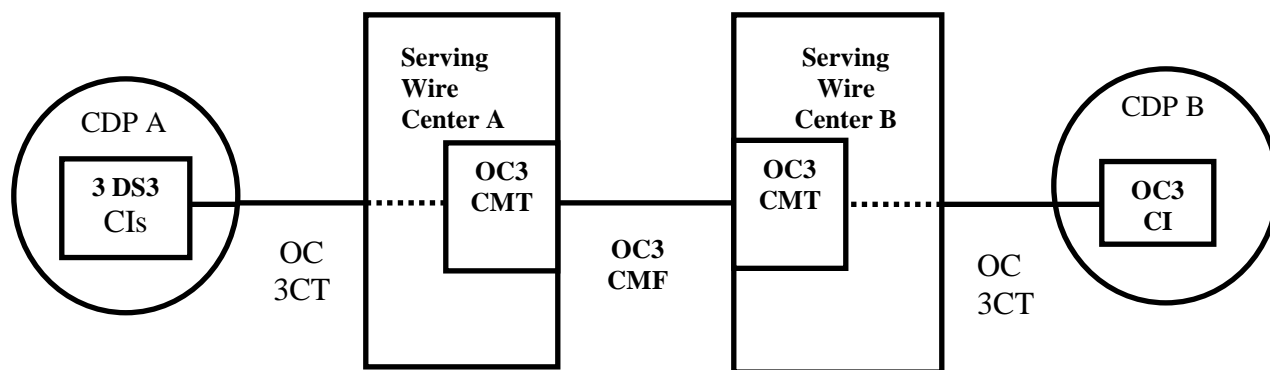 CDP A
3 DS3
CIs
OC
3CT
Serving
Wire
Center A
OC3
CMT
OC3
CMF
Serving
Wire
Center B
OC3
CMT
OC
3CT
CDP B
OC3
CI